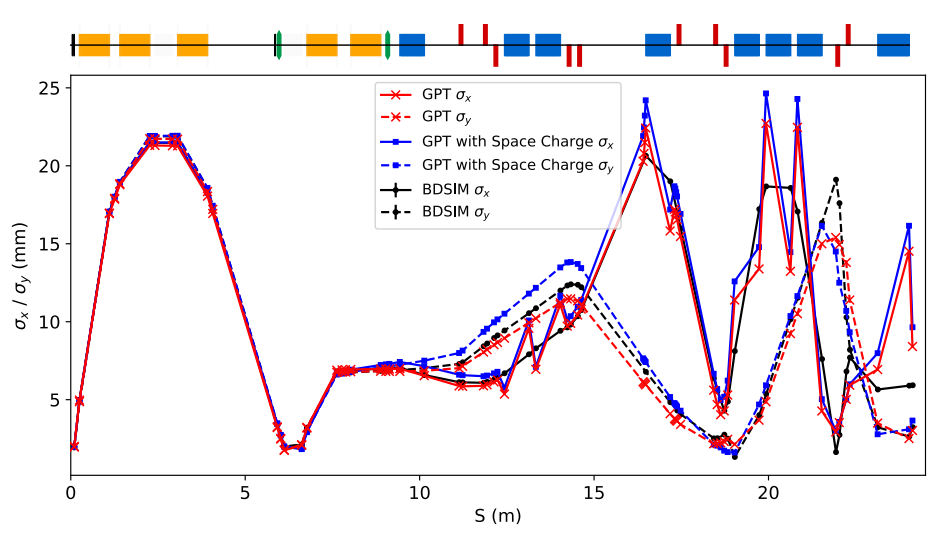 25
20
15
10
5
0
5
10
15
20
σx / σy (mm)
S (m)
GPT σx
GPT σy
GPT with Space Charge σx
GPT with Space Charge σy
BDSIM σx
BDSIM σy